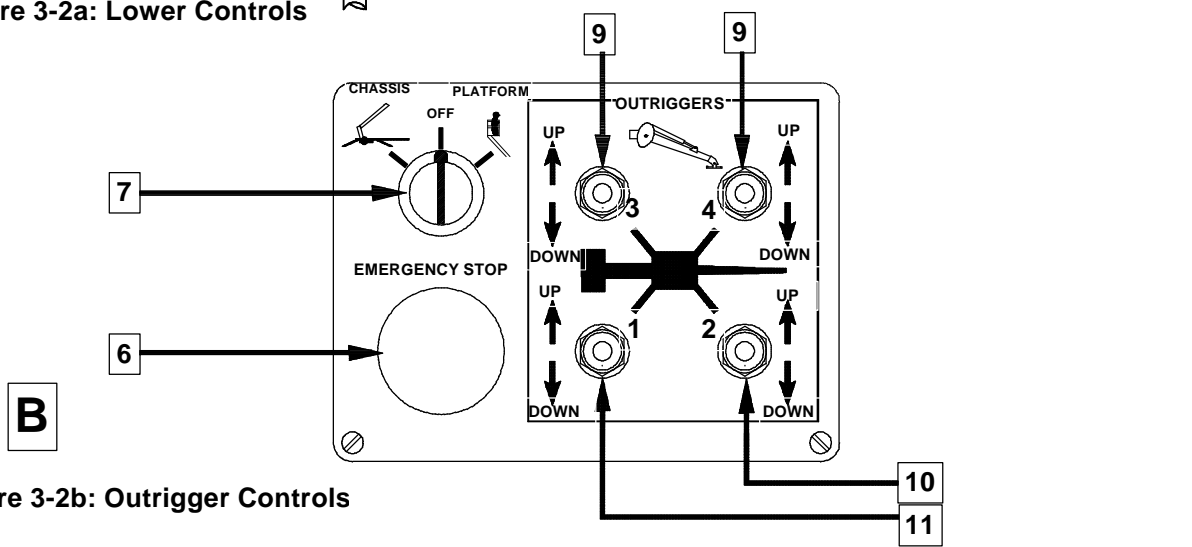 re 3-2a: Lower Controls
9 9
CHASSIS
PLATFORM
OFF
OUTRIGGERS
UP UP
7
3 4
DOWN DOWN
EMERGENCY STOP
UP UP
1 2
6
B
DOWN DOWN
10
re 3-2b: Outrigger Controls
11